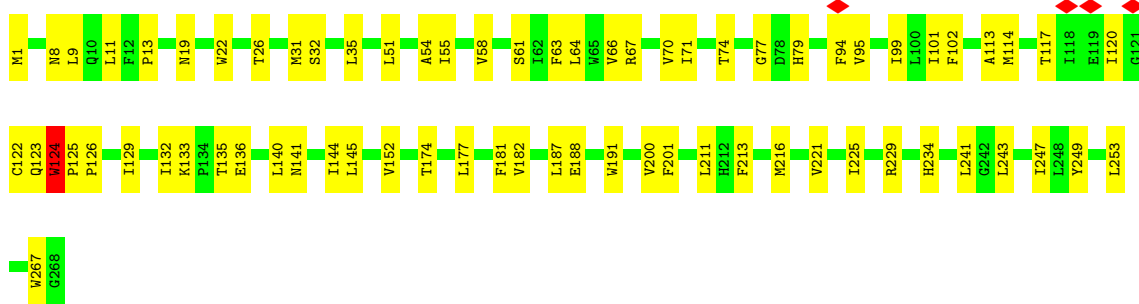 M1 N8 L9 Q10 L11 F12 P13 N19 W22 T26 M31 S32 L35 L51 A54 I55 V58 S61 I62 F63 L64 W65 V66 R67 V70 I71 T74 G77 D78 H79 F94 V95 I99 L100 I101 F102 A113 M114 T117 I118 E119 I120 G121
C122 Q123 W124 P125 P126 I129 I132 K133 P134 T135 E136 L140 N141 I144 L145 V152 T174 L177 F181 V182 L187 E188 W191 V200 F201 L211 H212 F213 M216 V221 I225 R229 H234 L241 G242 L243 I247 L248 Y249 L253
W267 G268